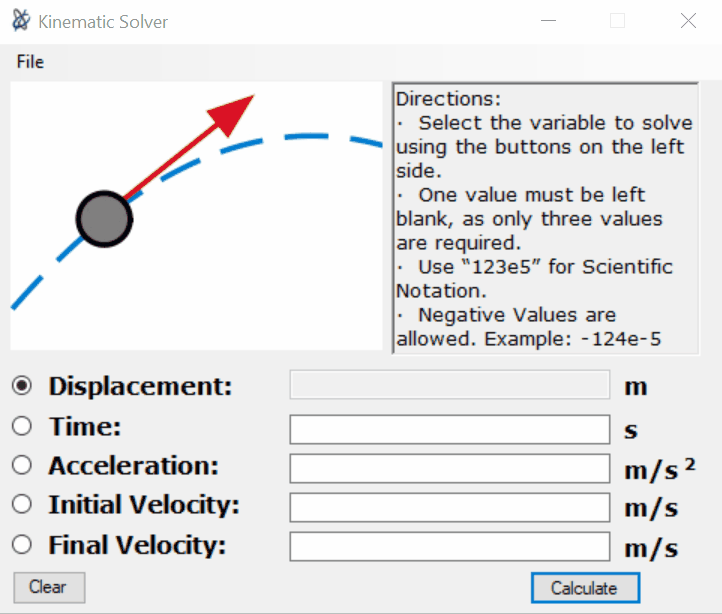 Kinematic Solver
File
Directions:
· Select the variable to solve
using the buttons on the left
side.
· One value must be left
blank, as only three values
are required.
· Use “123e5” for Scientific
Notation.
· Negative Values are
allowed. Example: -124e-5
Displacement: m
Time: s
Acceleration: m/s²
Initial Velocity: m/s
Final Velocity: m/s
Clear Calculate